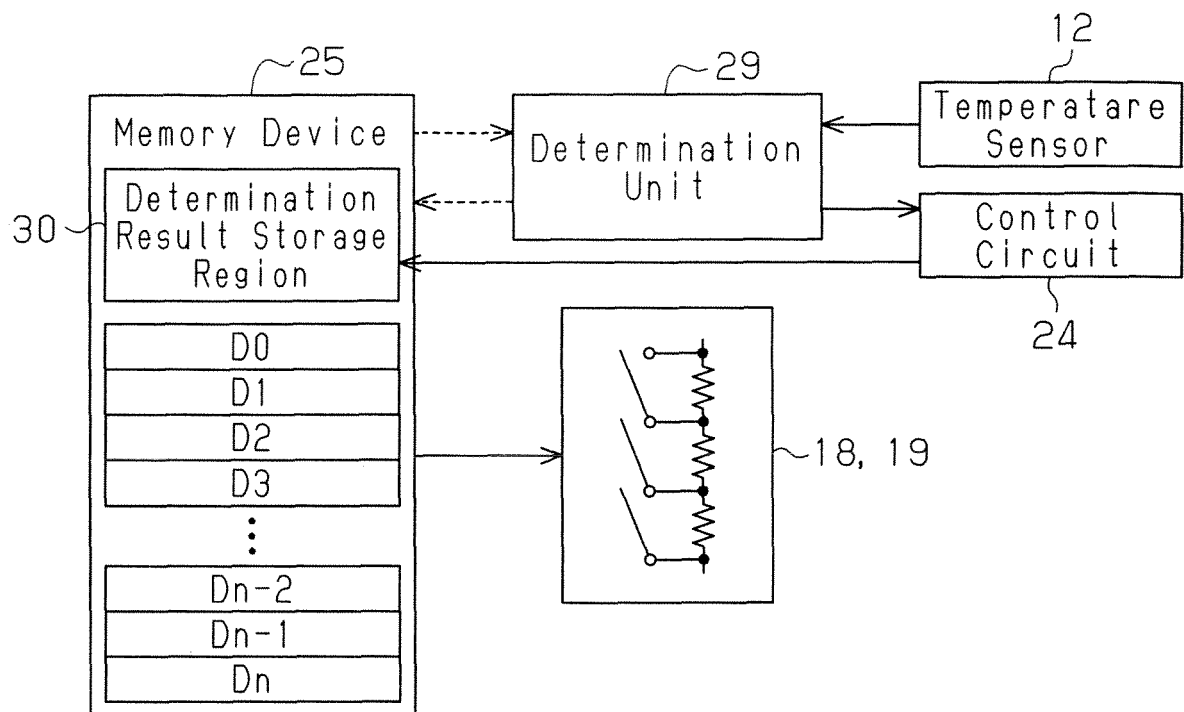 25
Memory Device
30
Determination
Result Storage
Region
D0
D1
D2
D3
Dn-2
Dn-1
Dn
29
Determination
Unit
12
Temperatare
Sensor
Control
Circuit
24
18, 19